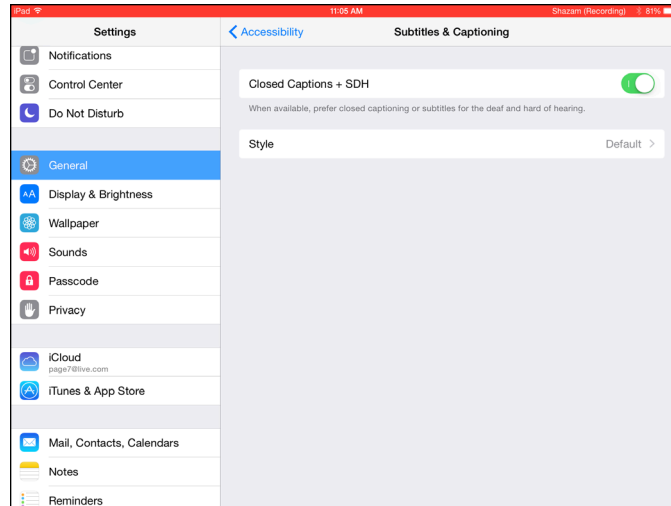 iPad 11:05 AM Shazam (Recording) 81%
Settings
Accessibility Subtitles & Captioning
Notifications
Control Center
Do Not Disturb
General
AA Display & Brightness
Wallpaper
Sounds
Passcode
Privacy
iCloud
page7@live.com
iTunes & App Store
Mail, Contacts, Calendars
Notes
Reminders
Closed Captions + SDH
When available, prefer closed captioning or subtitles for the deaf and hard of hearing.
Style Default